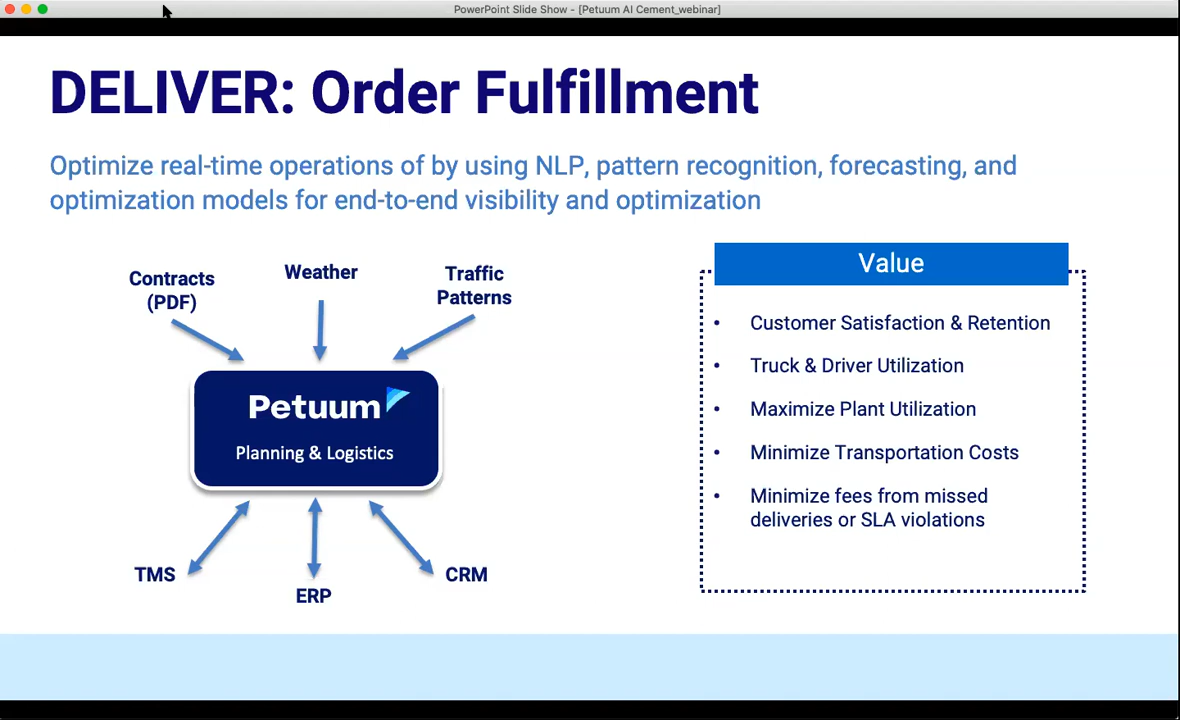 PowerPoint Slide Show - [Petuum AI Cement_webinar]
DELIVER: Order Fulfillment
Optimize real-time operations of by using NLP, pattern recognition, forecasting, and
optimization models for end-to-end visibility and optimization
Contracts
(PDF)
Weather
Traffic
Patterns
Petuum
Planning & Logistics
TMS
ERP
CRM
Value
• Customer Satisfaction & Retention
• Truck & Driver Utilization
• Maximize Plant Utilization
• Minimize Transportation Costs
• Minimize fees from missed
deliveries or SLA violations